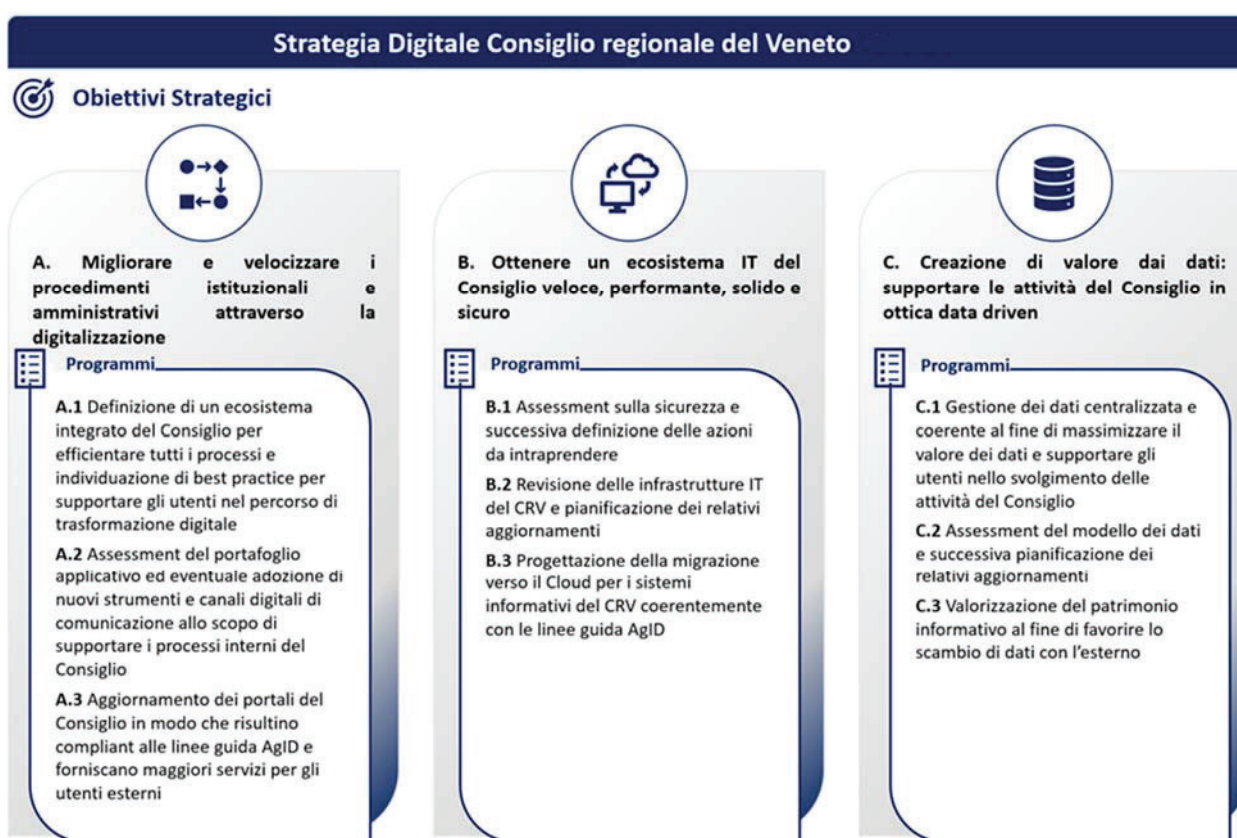 Strategia Digitale Consiglio regionale del Veneto
Obiettivi Strategici
A. Migliorare e velocizzare i
procedimenti istituzionali e
amministrativi attraverso la
digitalizzazione
Programmi
A.1 Definizione di un ecosistema
integrato del Consiglio per
efficientare tutti i processi e
individuazione di best practice per
supportare gli utenti nel percorso di
trasformazione digitale
A.2 Assessment del portafoglio
applicativo ed eventuale adozione di
nuovi strumenti e canali digitali di
comunicazione allo scopo di
supportare i processi interni del
Consiglio
A.3 Aggiornamento dei portali del
Consiglio in modo che risultino
compliant alle linee guida AgID e
forniscano maggiori servizi per gli
utenti esterni
B. Ottenere un ecosistema IT del
Consiglio veloce, performante, solido e
sicuro
Programmi
B.1 Assessment sulla sicurezza e
successiva definizione delle azioni
da intraprendere
B.2 Revisione delle infrastrutture IT
del CRV e pianificazione dei relativi
aggiornamenti
B.3 Progettazione della migrazione
verso il Cloud per i sistemi
informativi del CRV coerentemente
con le linee guida AgID
C. Creazione di valore dai dati:
supportare le attività del Consiglio in
ottica data driven
Programmi
C.1 Gestione dei dati centralizzata e
coerente al fine di massimizzare il
valore dei dati e supportare gli
utenti nello svolgimento delle
attività del Consiglio
C.2 Assessment del modello dei dati
e successiva pianificazione dei
relativi aggiornamenti
C.3 Valorizzazione del patrimonio
informativo al fine di favorire lo
scambio di dati con l'esterno